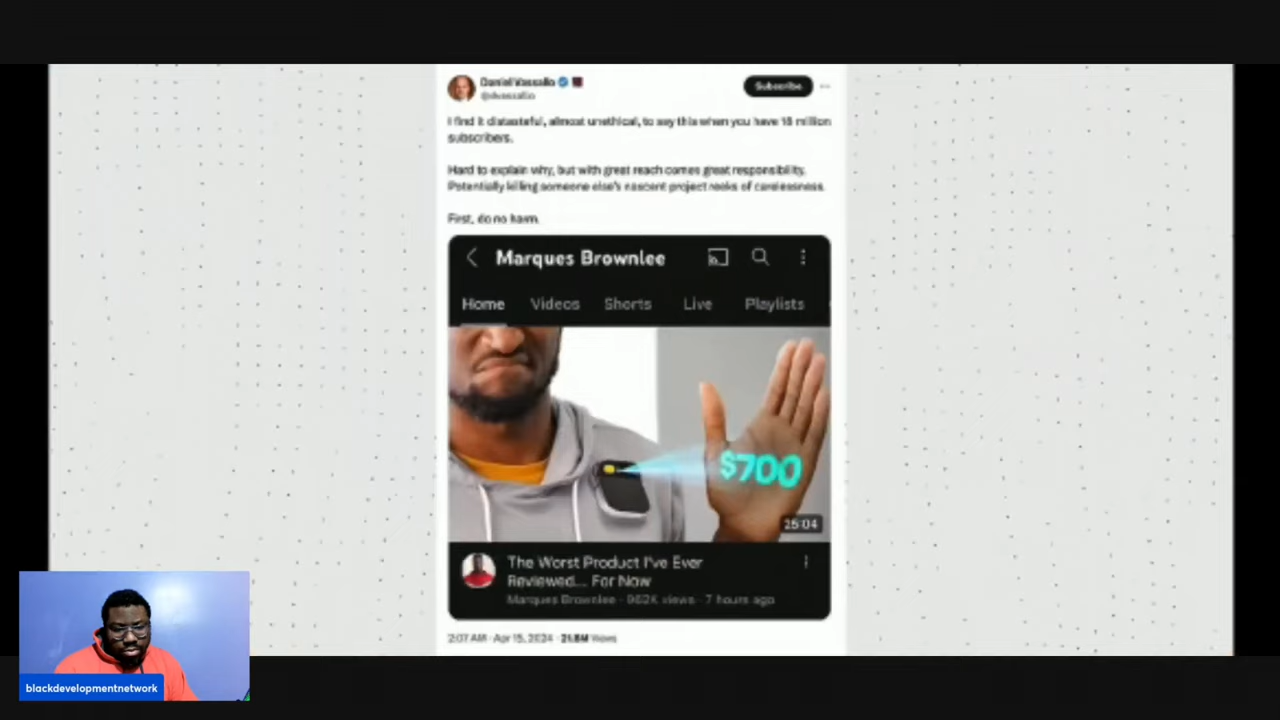 Daniel Vassallo
@dvassallo
Subscribe
I find it distasteful, almost unethical, to say this when you have 18 million
subscribers.
Hard to explain why, but with great reach comes great responsibility.
Potentially killing someone else's nascent project reeks of carelessness.
First, do no harm.
Marques Brownlee
Home Videos Shorts Live Playlists
$700
25:04
The Worst Product I've Ever
Reviewed... For Now
Marques Brownlee · 962K views · 7 hours ago
2:07 AM · Apr 15, 2024 · 21.8M Views
blackdevelopmentnetwork